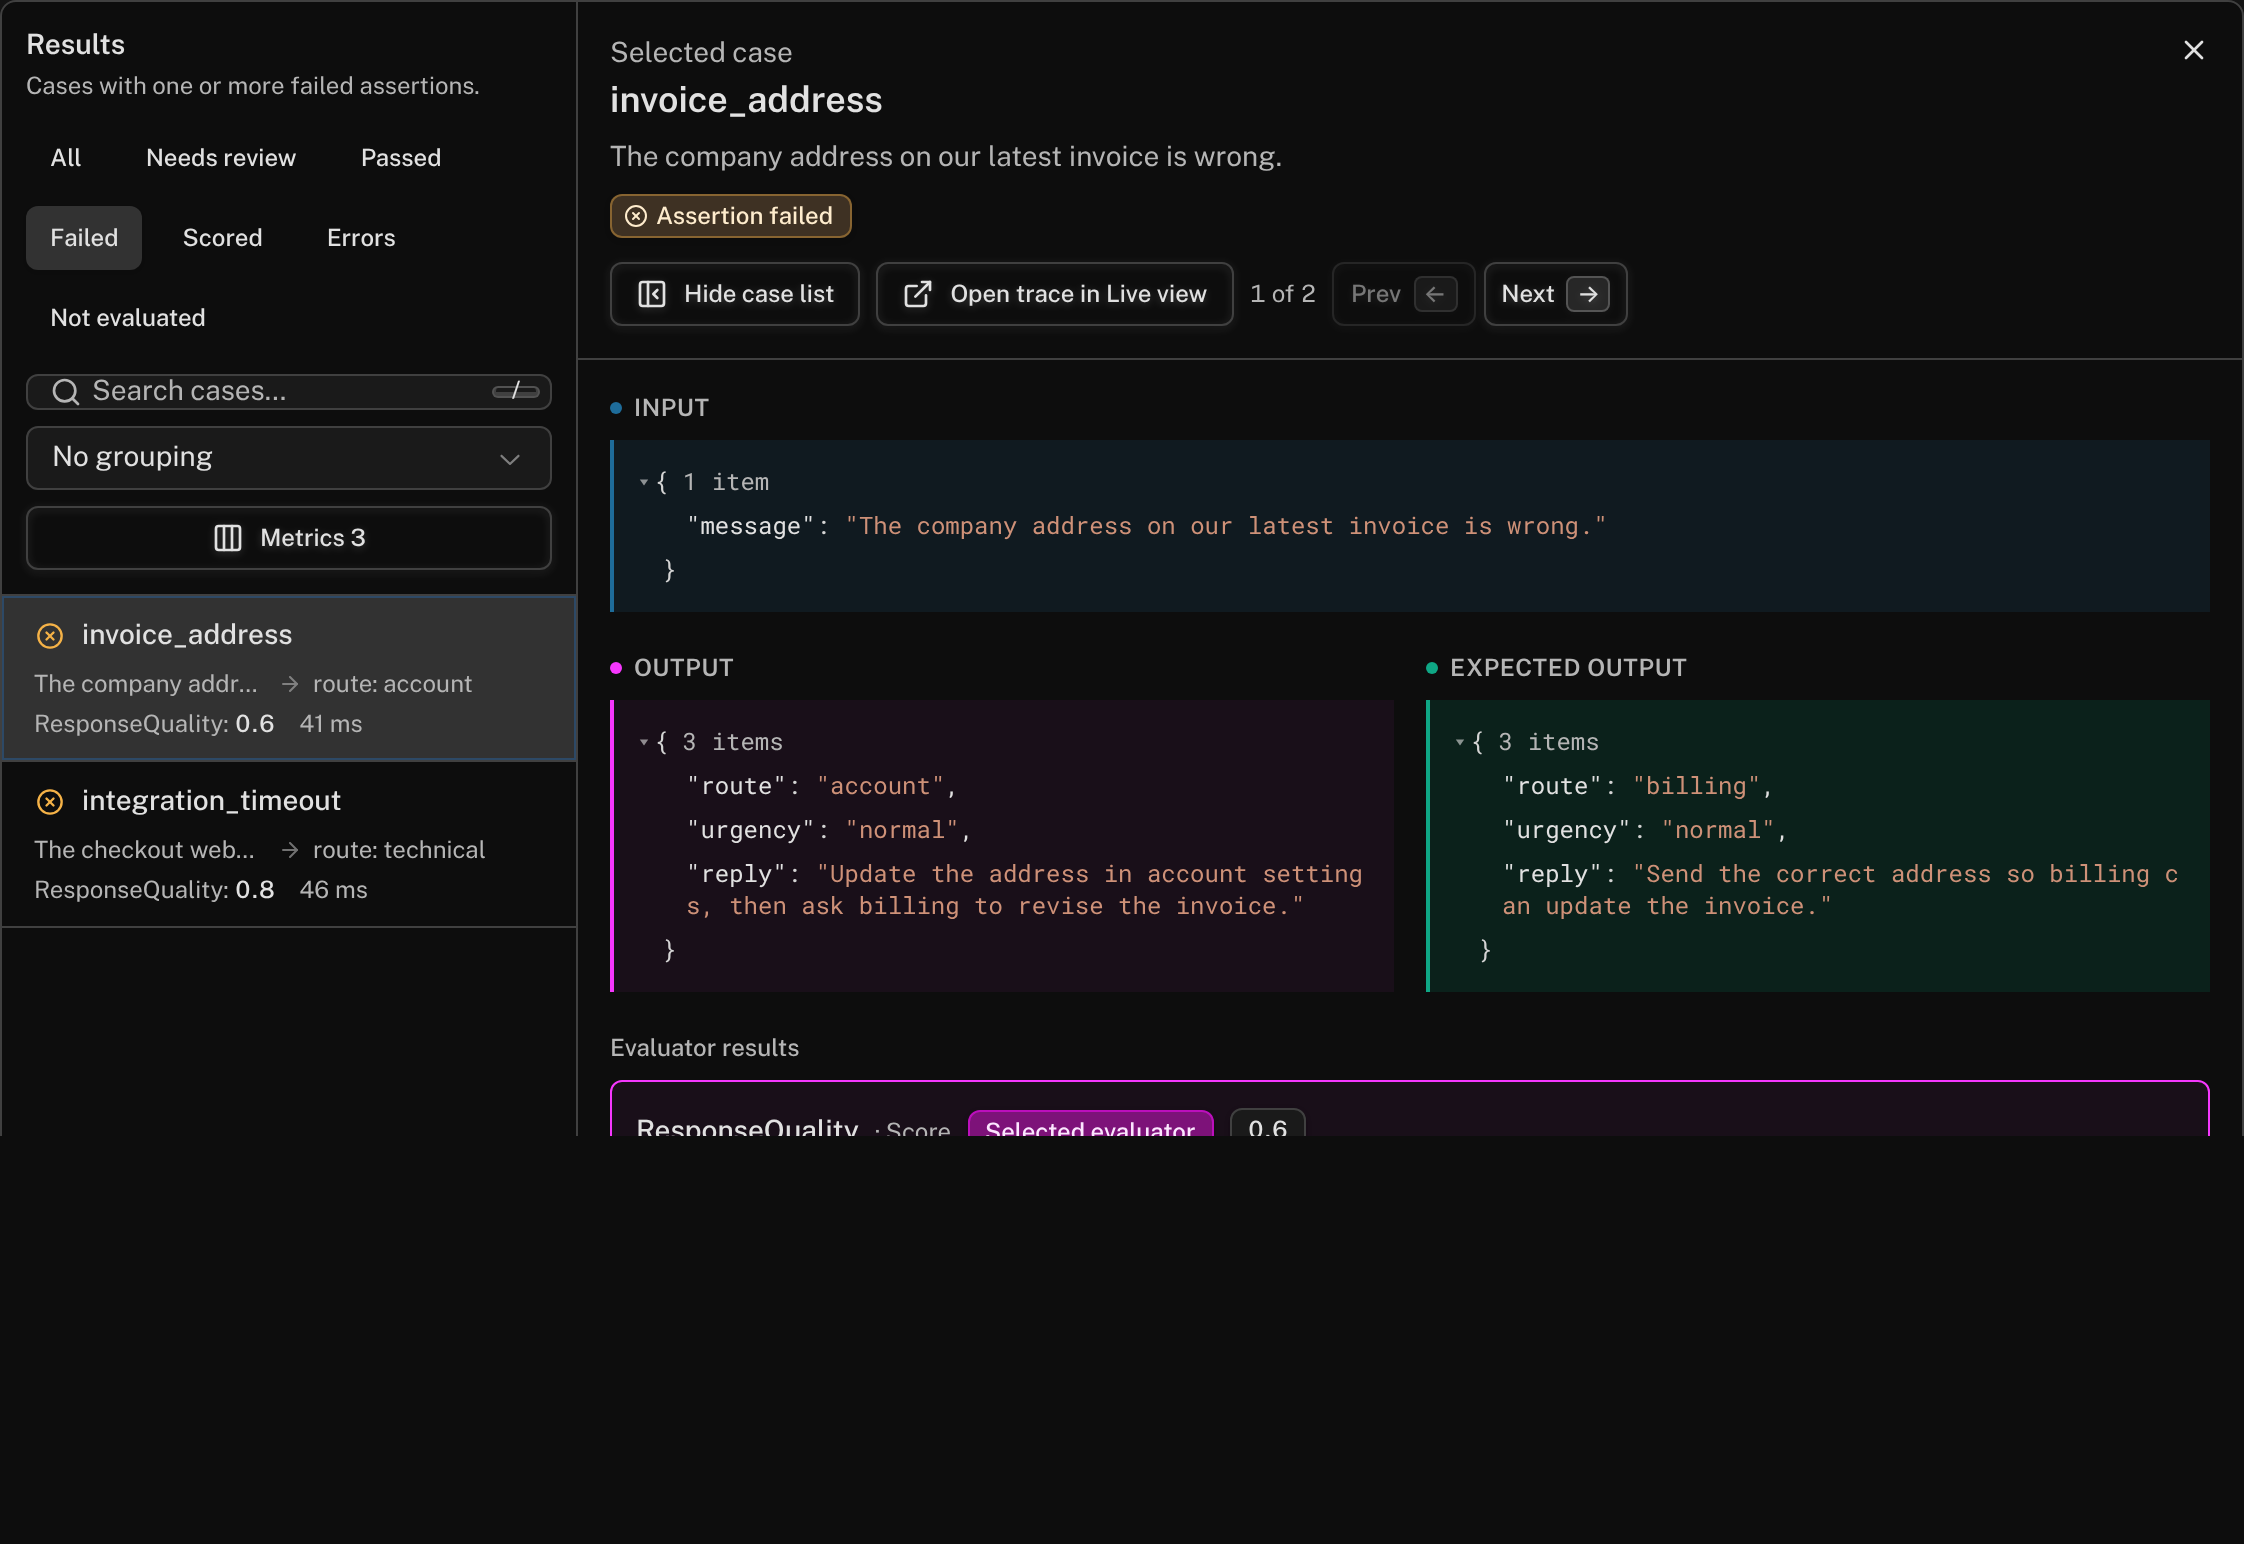 Results
Cases with one or more failed assertions.
All
Needs review
Passed
Failed
Scored
Errors
Not evaluated
Search cases...
/
No grouping
Metrics 3
invoice_address
The company addr... → route: account
ResponseQuality: 0.6 41 ms
integration_timeout
The checkout web... → route: technical
ResponseQuality: 0.8 46 ms
Selected case
invoice_address
The company address on our latest invoice is wrong.
Assertion failed
Hide case list
Open trace in Live view
1 of 2
Prev ←
Next →
INPUT
{ 1 item
"message": "The company address on our latest invoice is wrong."
}
OUTPUT
{ 3 items
"route": "account",
"urgency": "normal",
"reply": "Update the address in account setting
s, then ask billing to revise the invoice."
}
EXPECTED OUTPUT
{ 3 items
"route": "billing",
"urgency": "normal",
"reply": "Send the correct address so billing c
an update the invoice."
}
Evaluator results
ResponseQuality · Score Selected evaluator 0.6